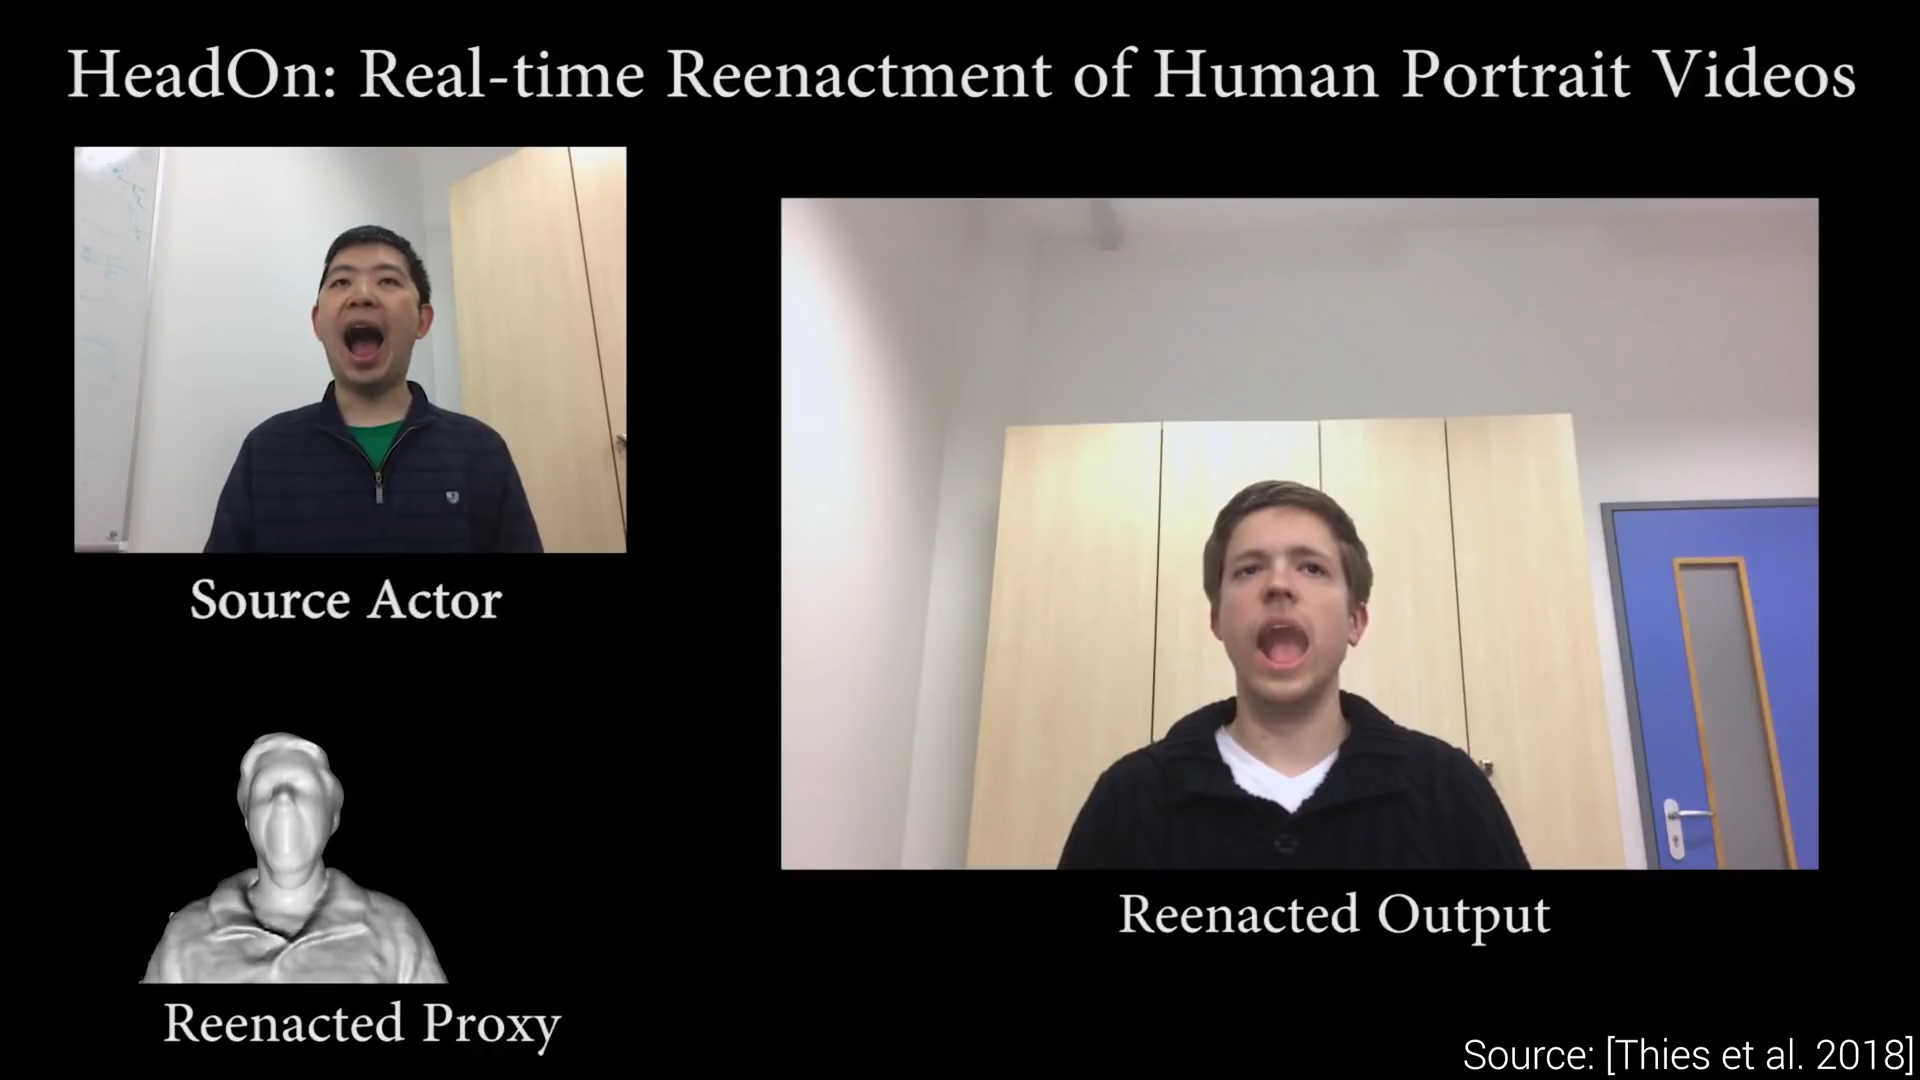 HeadOn: Real-time Reenactment of Human Portrait Videos
Source Actor
Reenacted Output
Reenacted Proxy
Source: [Thies et al. 2018]